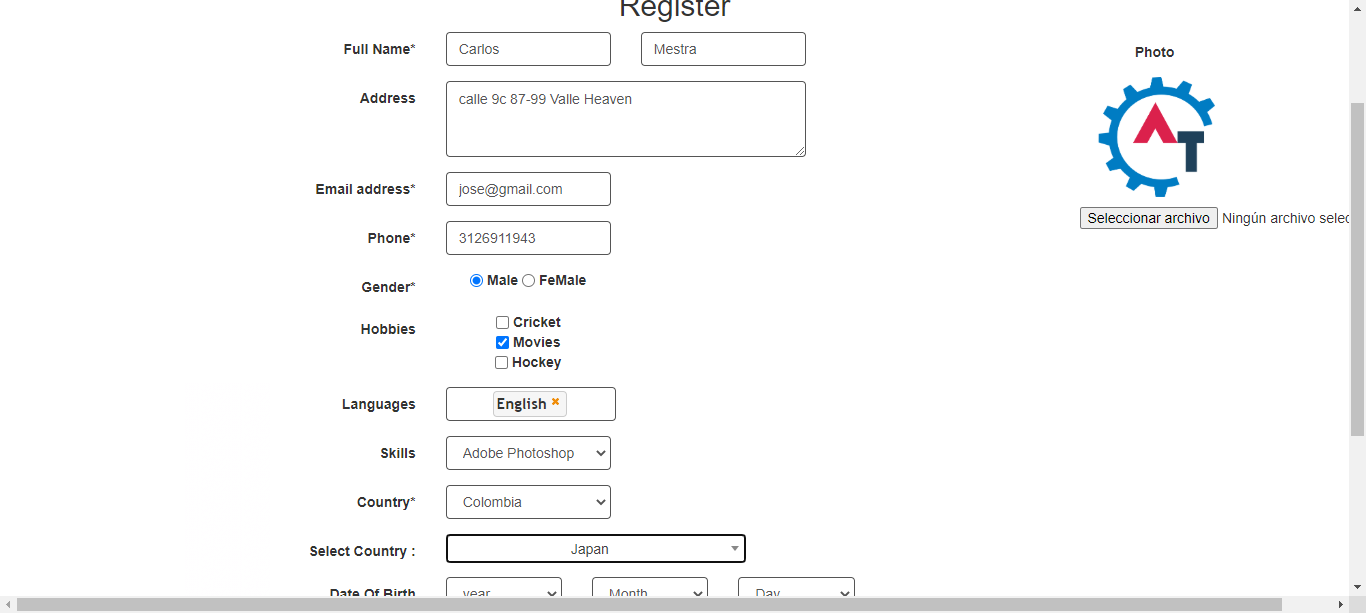 Register
Full Name* Carlos Mestra
Photo
Address calle 9c 87-99 Valle Heaven
AT
Email address* jose@gmail.com
Seleccionar archivo Ningún archivo selec
Phone* 3126911943
Gender* Male FeMale
Hobbies Cricket
Movies
Hockey
Languages English
Skills Adobe Photoshop
Country* Colombia
Select Country : Japan
Date Of Birth year Month Day